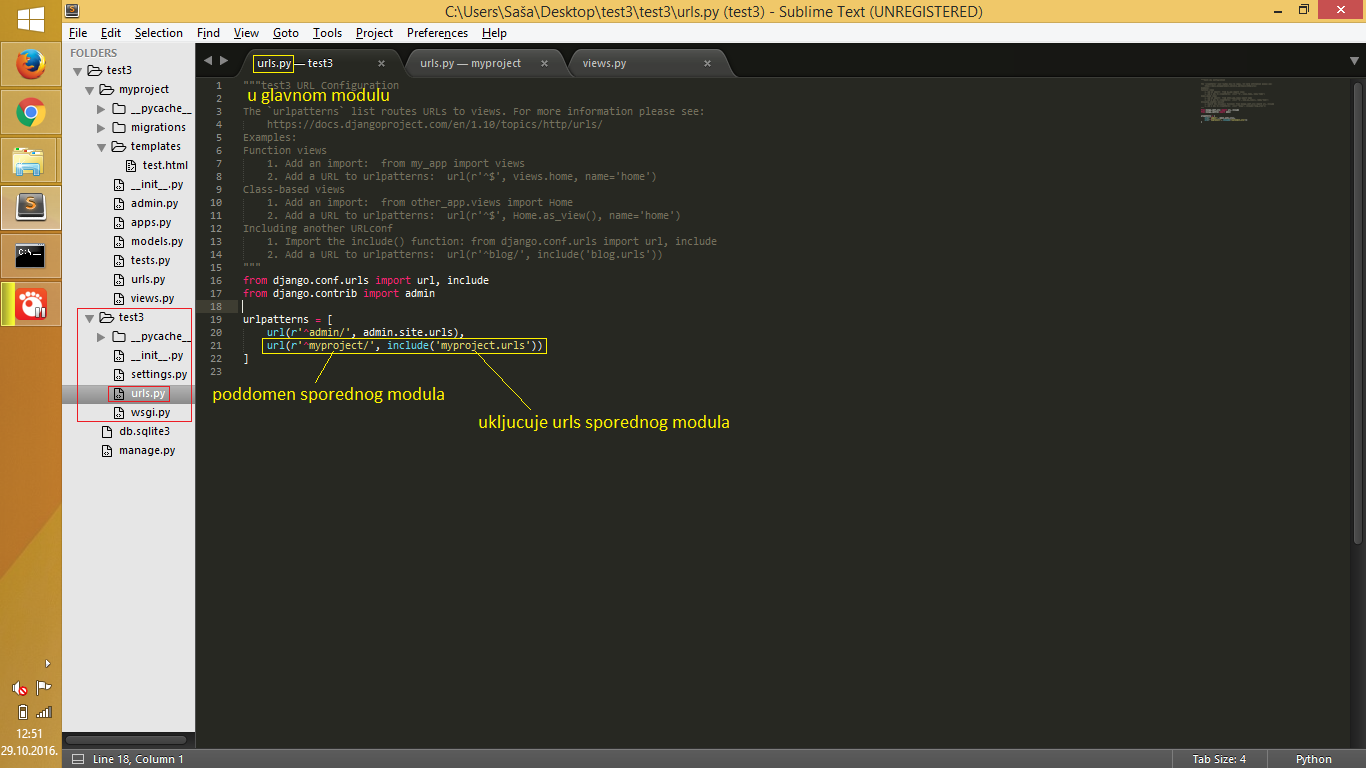 C:\Users\Saša\Desktop\test3\test3\urls.py (test3) - Sublime Text (UNREGISTERED)
File Edit Selection Find View Goto Tools Project Preferences Help
FOLDERS
test3
myproject
__pycache__
migrations
templates
test.html
__init__.py
admin.py
apps.py
models.py
tests.py
urls.py
views.py
test3
__pycache__
__init__.py
settings.py
urls.py
wsgi.py
db.sqlite3
manage.py
urls.py — test3
urls.py — myproject
views.py
1 """test3 URL Configuration
2
u glavnom modulu
3 The `urlpatterns` list routes URLs to views. For more information please see:
4 https://docs.djangoproject.com/en/1.10/topics/http/urls/
5 Examples:
6 Function views
7 1. Add an import:  from my_app import views
8 2. Add a URL to urlpatterns:  url(r'^$', views.home, name='home')
9 Class-based views
10 1. Add an import:  from other_app.views import Home
11 2. Add a URL to urlpatterns:  url(r'^$', Home.as_view(), name='home')
12 Including another URLconf
13 1. Import the include() function: from django.conf.urls import url, include
14 2. Add a URL to urlpatterns:  url(r'^blog/', include('blog.urls'))
15 """
16 from django.conf.urls import url, include
17 from django.contrib import admin
18
19 urlpatterns = [
20 url(r'^admin/', admin.site.urls),
21 url(r'^myproject/', include('myproject.urls'))
22 ]
23
poddomen sporednog modula
ukljucuje urls sporednog modula
C:\
12:51
29.10.2016.
Line 18, Column 1
Tab Size: 4
Python